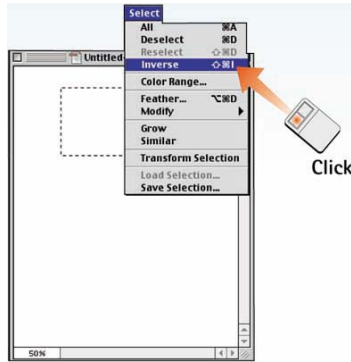 Select
All ⌘A
Deselect ⌘D
Reselect ⇧⌘D
Inverse ⇧⌘I
Color Range...
Feather... ⌥⌘D
Modify
Grow
Similar
Transform Selection
Load Selection...
Save Selection...
Untitled-
Click
50%